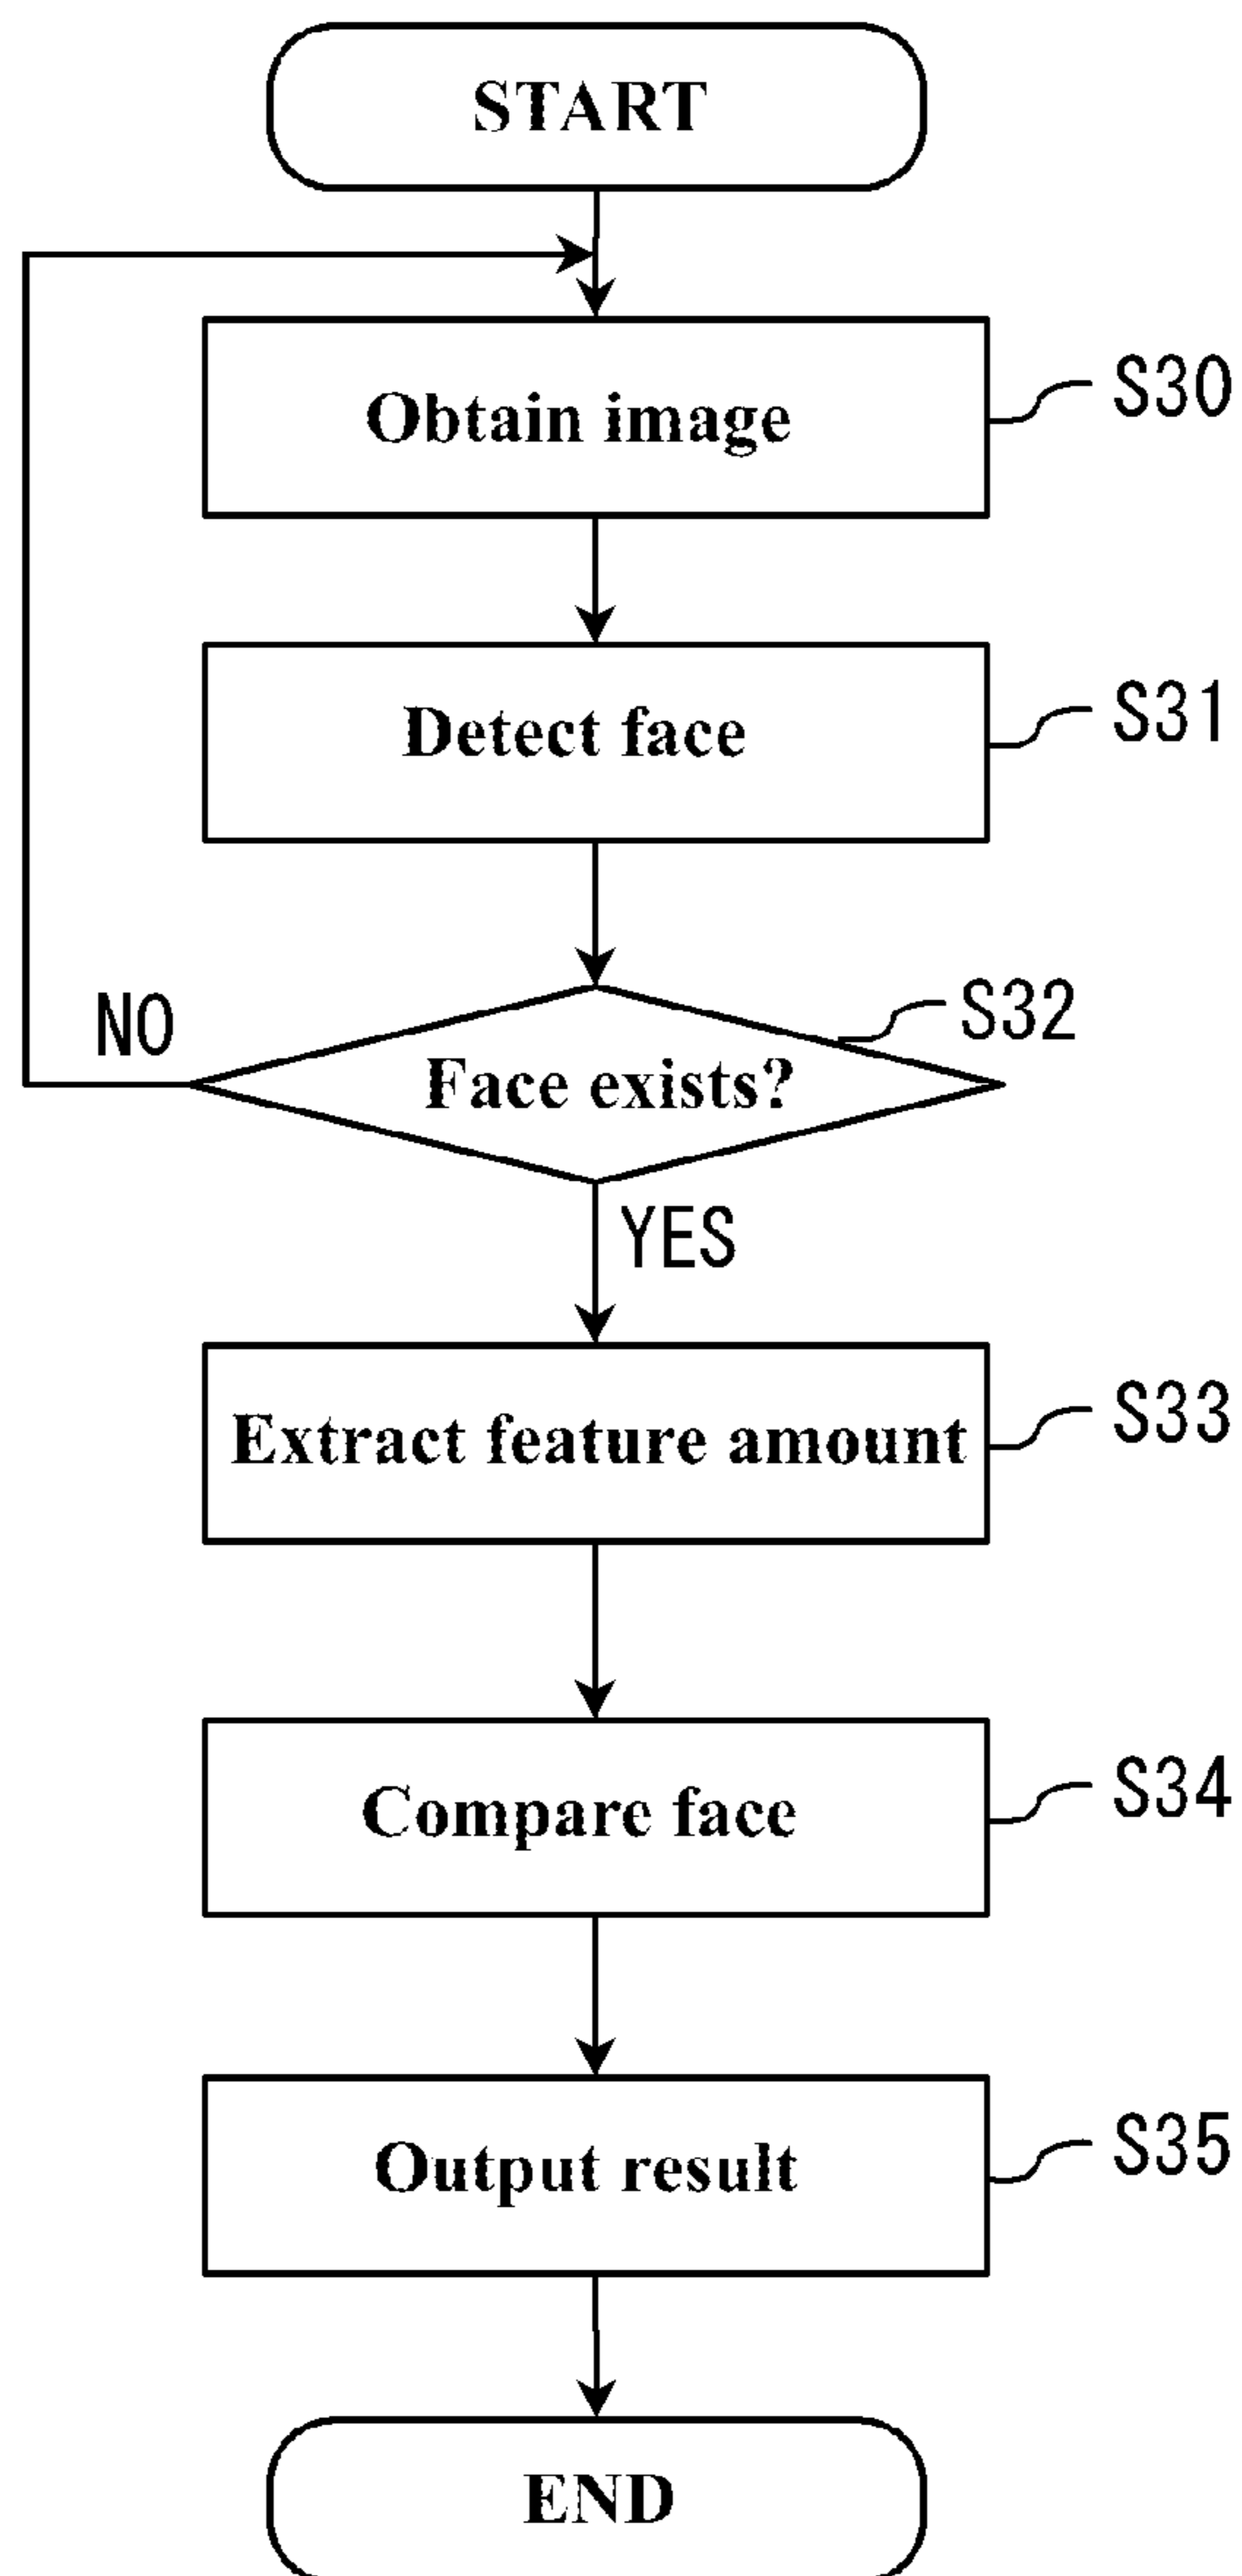 START
Obtain image
S30
Detect face
S31
S32
NO
Face exists?
YES
Extract feature amount
S33
Compare face
S34
Output result
S35
END